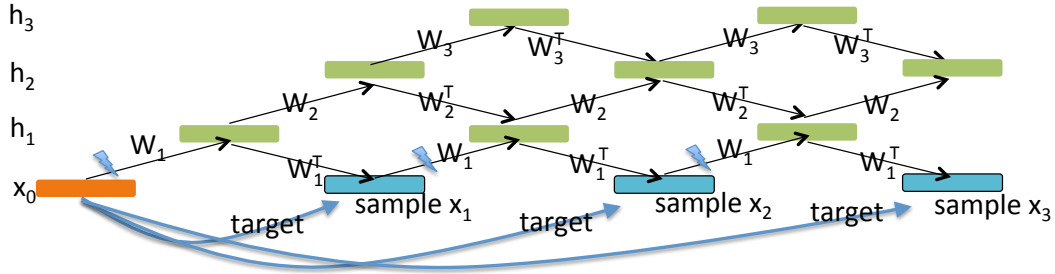 h₃
W₃ W₃ᵀ W₃ W₃ᵀ
h₂
W₂ W₂ᵀ W₂ W₂ᵀ W₂
h₁
W₁ W₁ᵀ W₁ W₁ᵀ W₁ W₁ᵀ
x₀
sample x₁ sample x₂ sample x₃
target target target